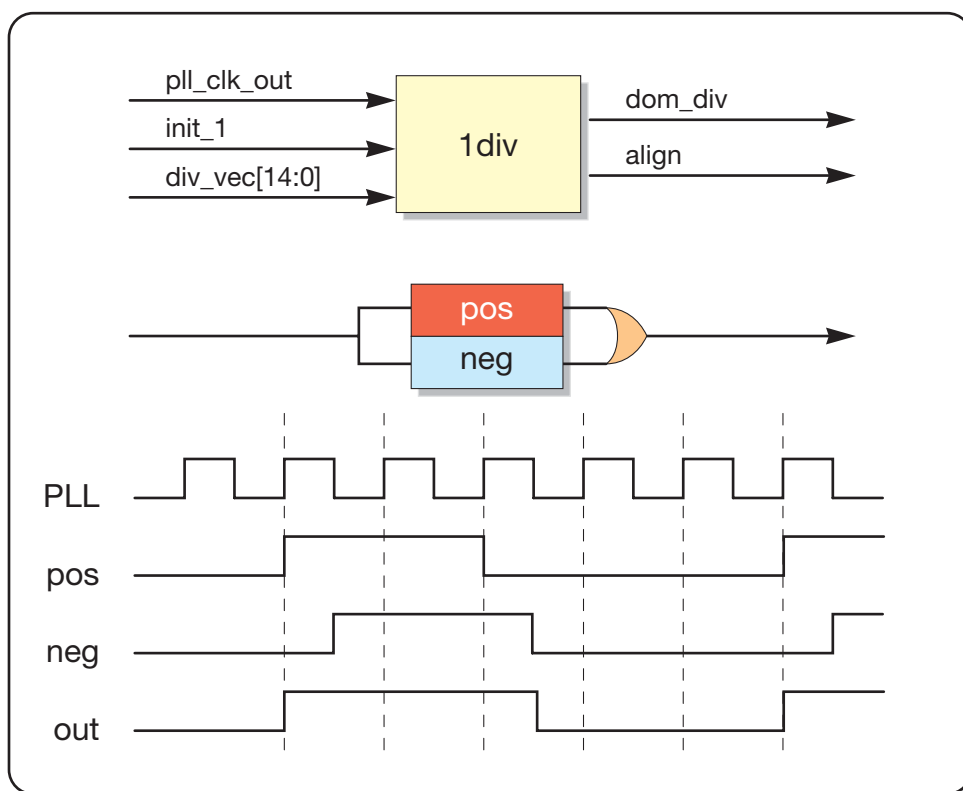 pll_clk_out
init_1
div_vec[14:0]
1div
dom_div
align
pos
neg
PLL
pos
neg
out